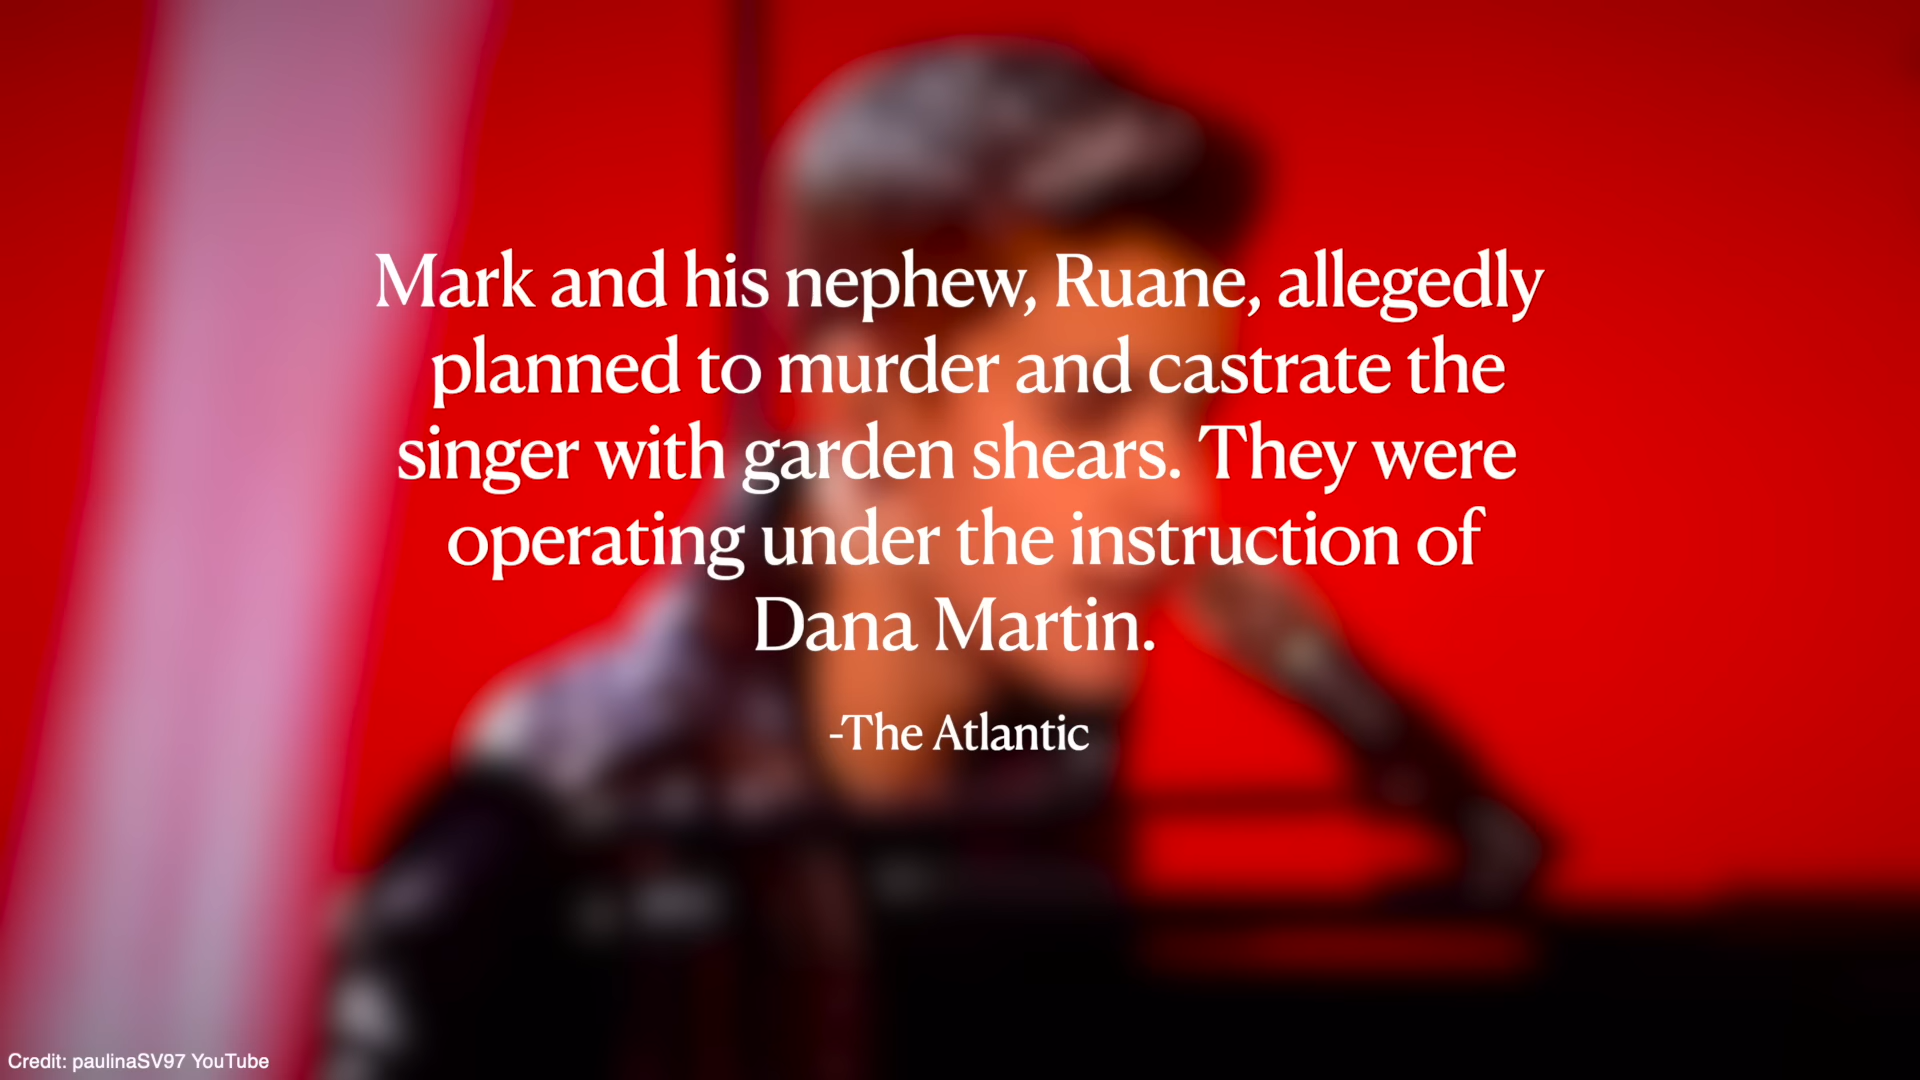 Mark and his nephew, Ruane, allegedly
planned to murder and castrate the
singer with garden shears. They were
operating under the instruction of
Dana Martin.
-The Atlantic
Credit: paulinaSV97 YouTube